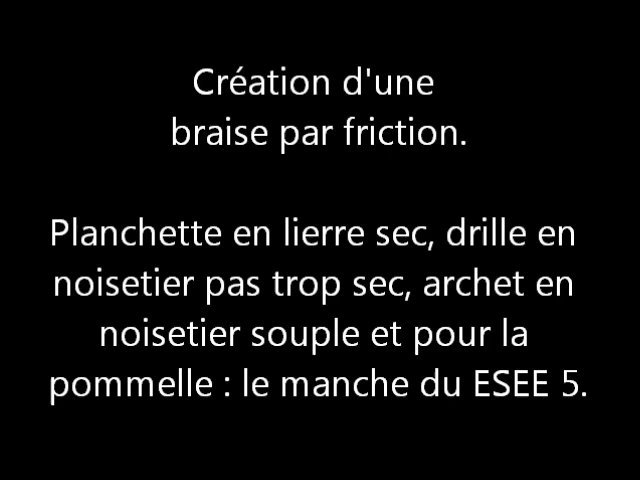 Création d'une
braise par friction.
Planchette en lierre sec, drille en
noisetier pas trop sec, archet en
noisetier souple et pour la
pommelle : le manche du ESEE 5.